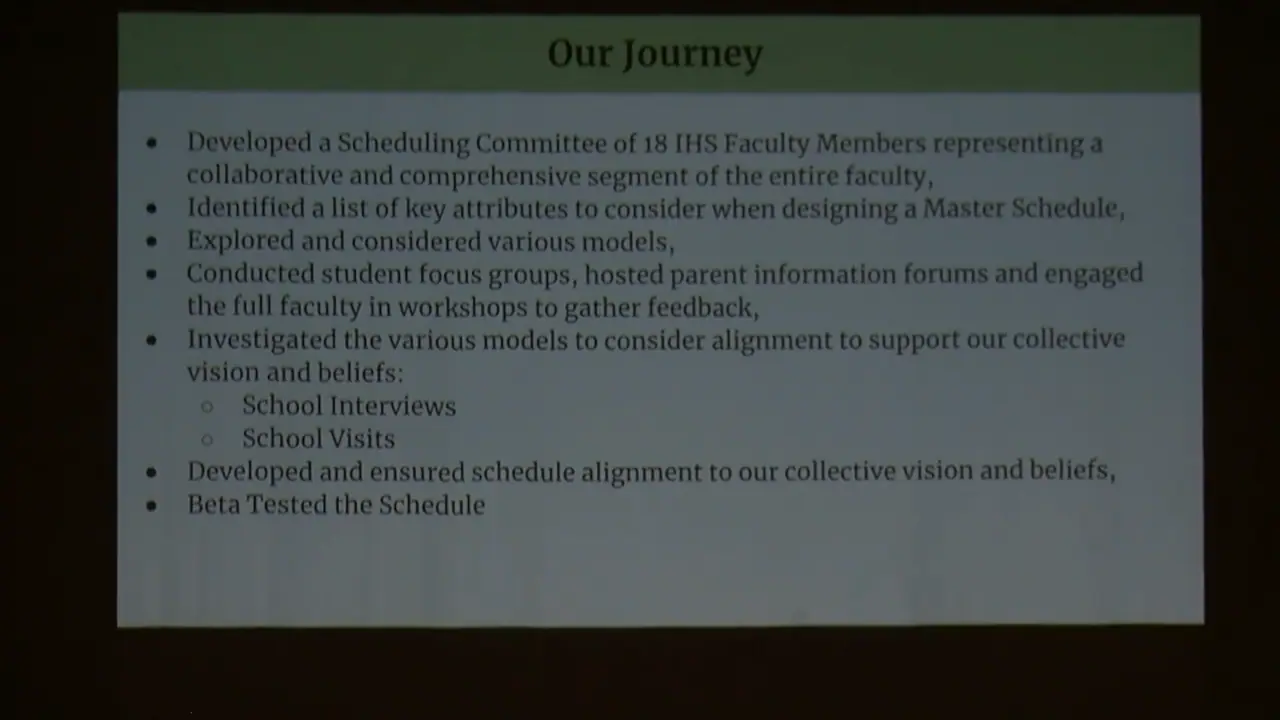 Our Journey
• Developed a Scheduling Committee of 18 IHS Faculty Members representing a
collaborative and comprehensive segment of the entire faculty,
• Identified a list of key attributes to consider when designing a Master Schedule,
• Explored and considered various models,
• Conducted student focus groups, hosted parent information forums and engaged
the full faculty in workshops to gather feedback,
• Investigated the various models to consider alignment to support our collective
vision and beliefs:
○ School Interviews
○ School Visits
• Developed and ensured schedule alignment to our collective vision and beliefs,
• Beta Tested the Schedule